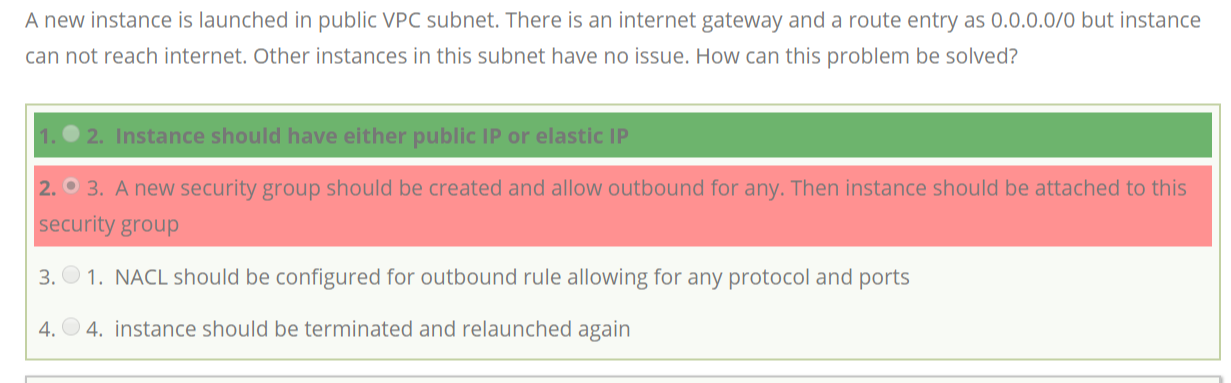 A new instance is launched in public VPC subnet. There is an internet gateway and a route entry as 0.0.0.0/0 but instance
can not reach internet. Other instances in this subnet have no issue. How can this problem be solved?
1. 2. Instance should have either public IP or elastic IP
2. 3. A new security group should be created and allow outbound for any. Then instance should be attached to this
security group
3. 1. NACL should be configured for outbound rule allowing for any protocol and ports
4. 4. instance should be terminated and relaunched again